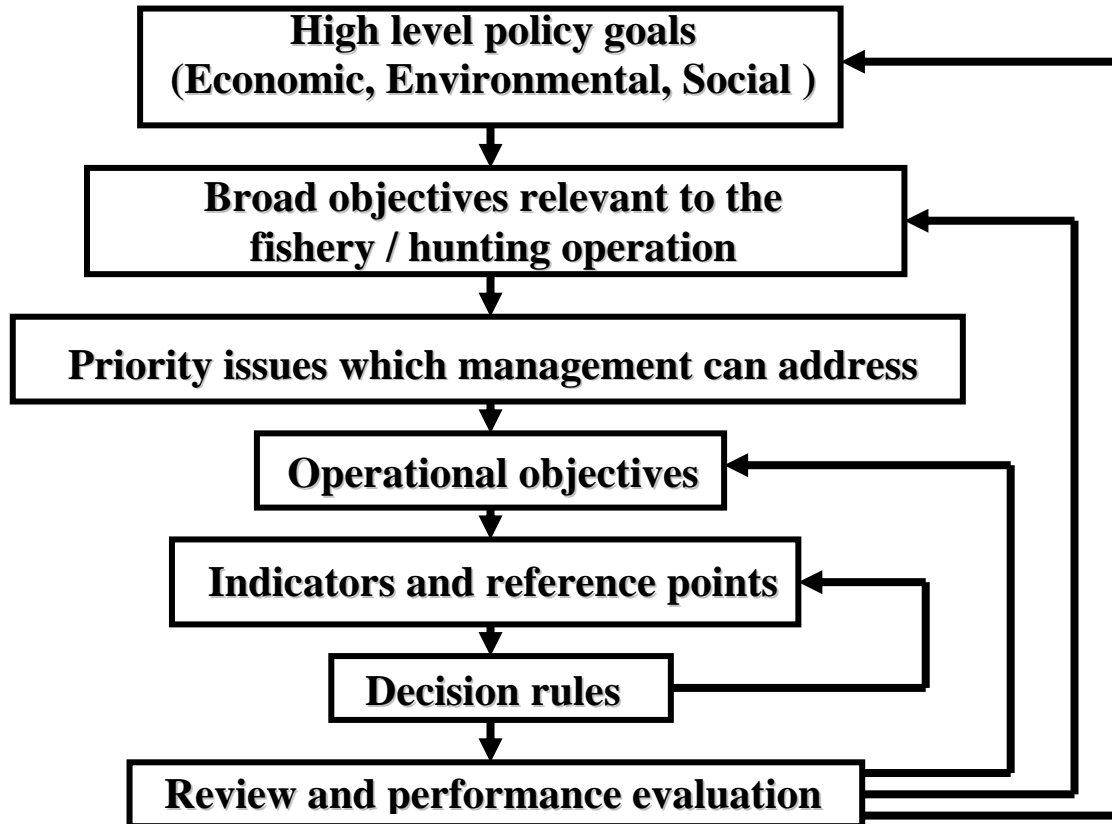 High level policy goals
(Economic, Environmental, Social )
Broad objectives relevant to the
fishery / hunting operation
Priority issues which management can address
Operational objectives
Indicators and reference points
Decision rules
Review and performance evaluation